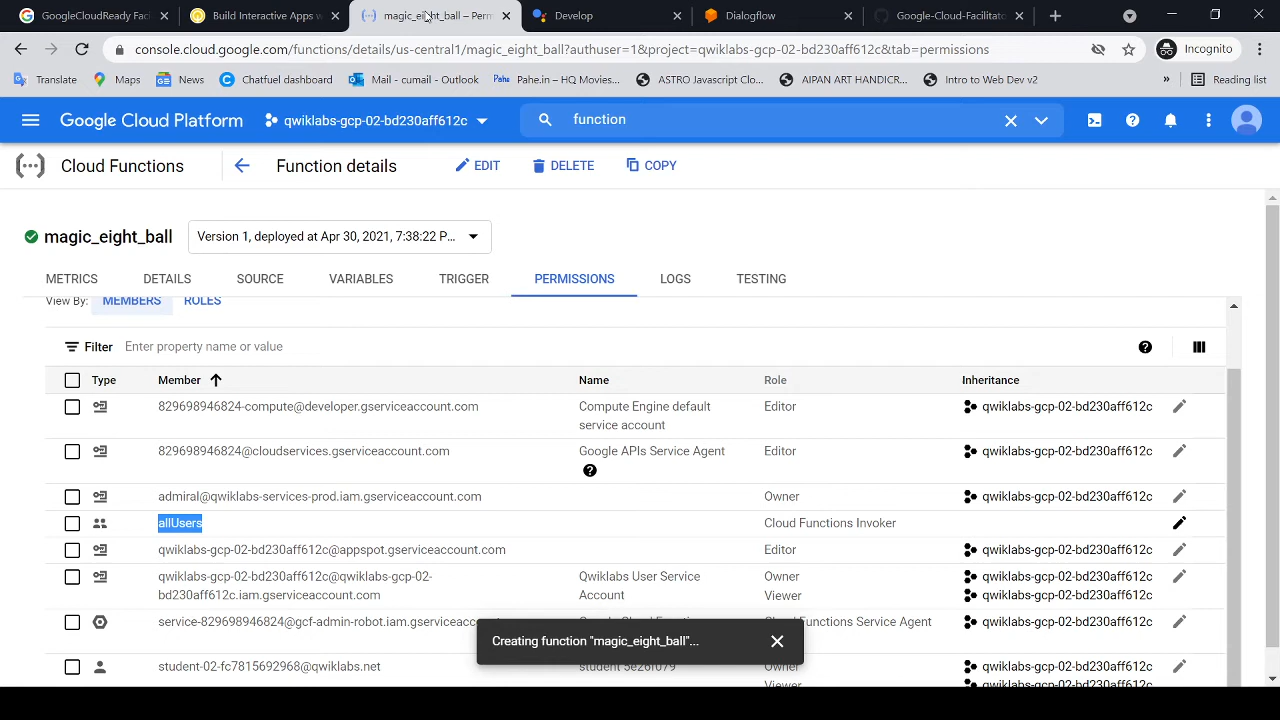 GoogleCloudReady Faci
Build Interactive Apps w
magic_eight_ball – Perm
Develop
Dialogflow
Google-Cloud-Facilitato
console.cloud.google.com/functions/details/us-central1/magic_eight_ball?authuser=1&project=qwiklabs-gcp-02-bd230aff612c&tab=permissions
Incognito
Translate
Maps
News
Chatfuel dashboard
Mail - cumail - Outlook
Pahe.in – HQ Movies...
ASTRO Javascript Clo...
AIPAN ART HANDICR...
Intro to Web Dev v2
»
Reading list
Google Cloud Platform
qwiklabs-gcp-02-bd230aff612c
function
Cloud Functions
Function details
EDIT
DELETE
COPY
magic_eight_ball
Version 1, deployed at Apr 30, 2021, 7:38:22 P...
METRICS
DETAILS
SOURCE
VARIABLES
TRIGGER
PERMISSIONS
LOGS
TESTING
View By:
MEMBERS
ROLES
Filter
Enter property name or value
Type
Member
Name
Role
Inheritance
829698946824-compute@developer.gserviceaccount.com
Compute Engine default
service account
Editor
qwiklabs-gcp-02-bd230aff612c
829698946824@cloudservices.gserviceaccount.com
Google APIs Service Agent
Editor
qwiklabs-gcp-02-bd230aff612c
admiral@qwiklabs-services-prod.iam.gserviceaccount.com
Owner
qwiklabs-gcp-02-bd230aff612c
allUsers
Cloud Functions Invoker
qwiklabs-gcp-02-bd230aff612c@appspot.gserviceaccount.com
Editor
qwiklabs-gcp-02-bd230aff612c
qwiklabs-gcp-02-bd230aff612c@qwiklabs-gcp-02-
bd230aff612c.iam.gserviceaccount.com
Qwiklabs User Service
Account
Owner
Viewer
qwiklabs-gcp-02-bd230aff612c
qwiklabs-gcp-02-bd230aff612c
service-829698946824@gcf-admin-robot.iam.gserviceaccou
Functions Service Agent
qwiklabs-gcp-02-bd230aff612c
Creating function "magic_eight_ball"...
student-02-fc7815692968@qwiklabs.net
student 5e26f079
Owner
Viewer
qwiklabs-gcp-02-bd230aff612c
qwiklabs-gcp-02-bd230aff612c